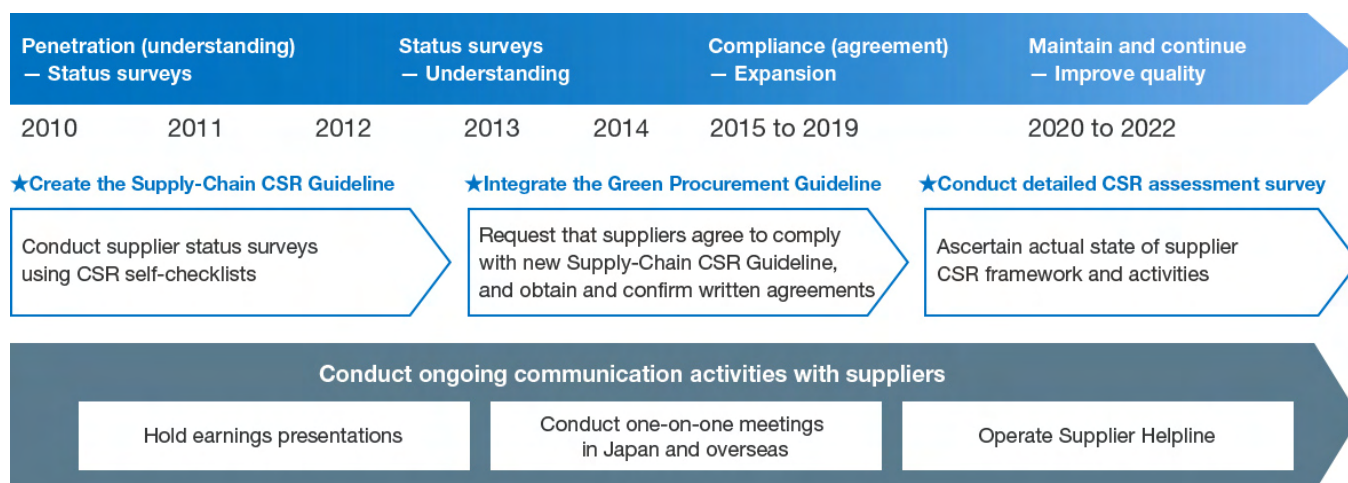 Penetration (understanding)
— Status surveys
Status surveys
— Understanding
Compliance (agreement)
— Expansion
Maintain and continue
— Improve quality
2010
2011
2012
2013
2014
2015 to 2019
2020 to 2022
★Create the Supply-Chain CSR Guideline
Conduct supplier status surveys
using CSR self-checklists
★Integrate the Green Procurement Guideline
Request that suppliers agree to comply
with new Supply-Chain CSR Guideline,
and obtain and confirm written agreements
★Conduct detailed CSR assessment survey
Ascertain actual state of supplier
CSR framework and activities
Conduct ongoing communication activities with suppliers
Hold earnings presentations
Conduct one-on-one meetings
in Japan and overseas
Operate Supplier Helpline